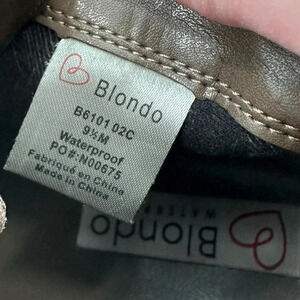 Blondo
B6101 02C
9½M
Waterproof
PO#:N00675
Fabriqué en Chine
Made in China
Blondo